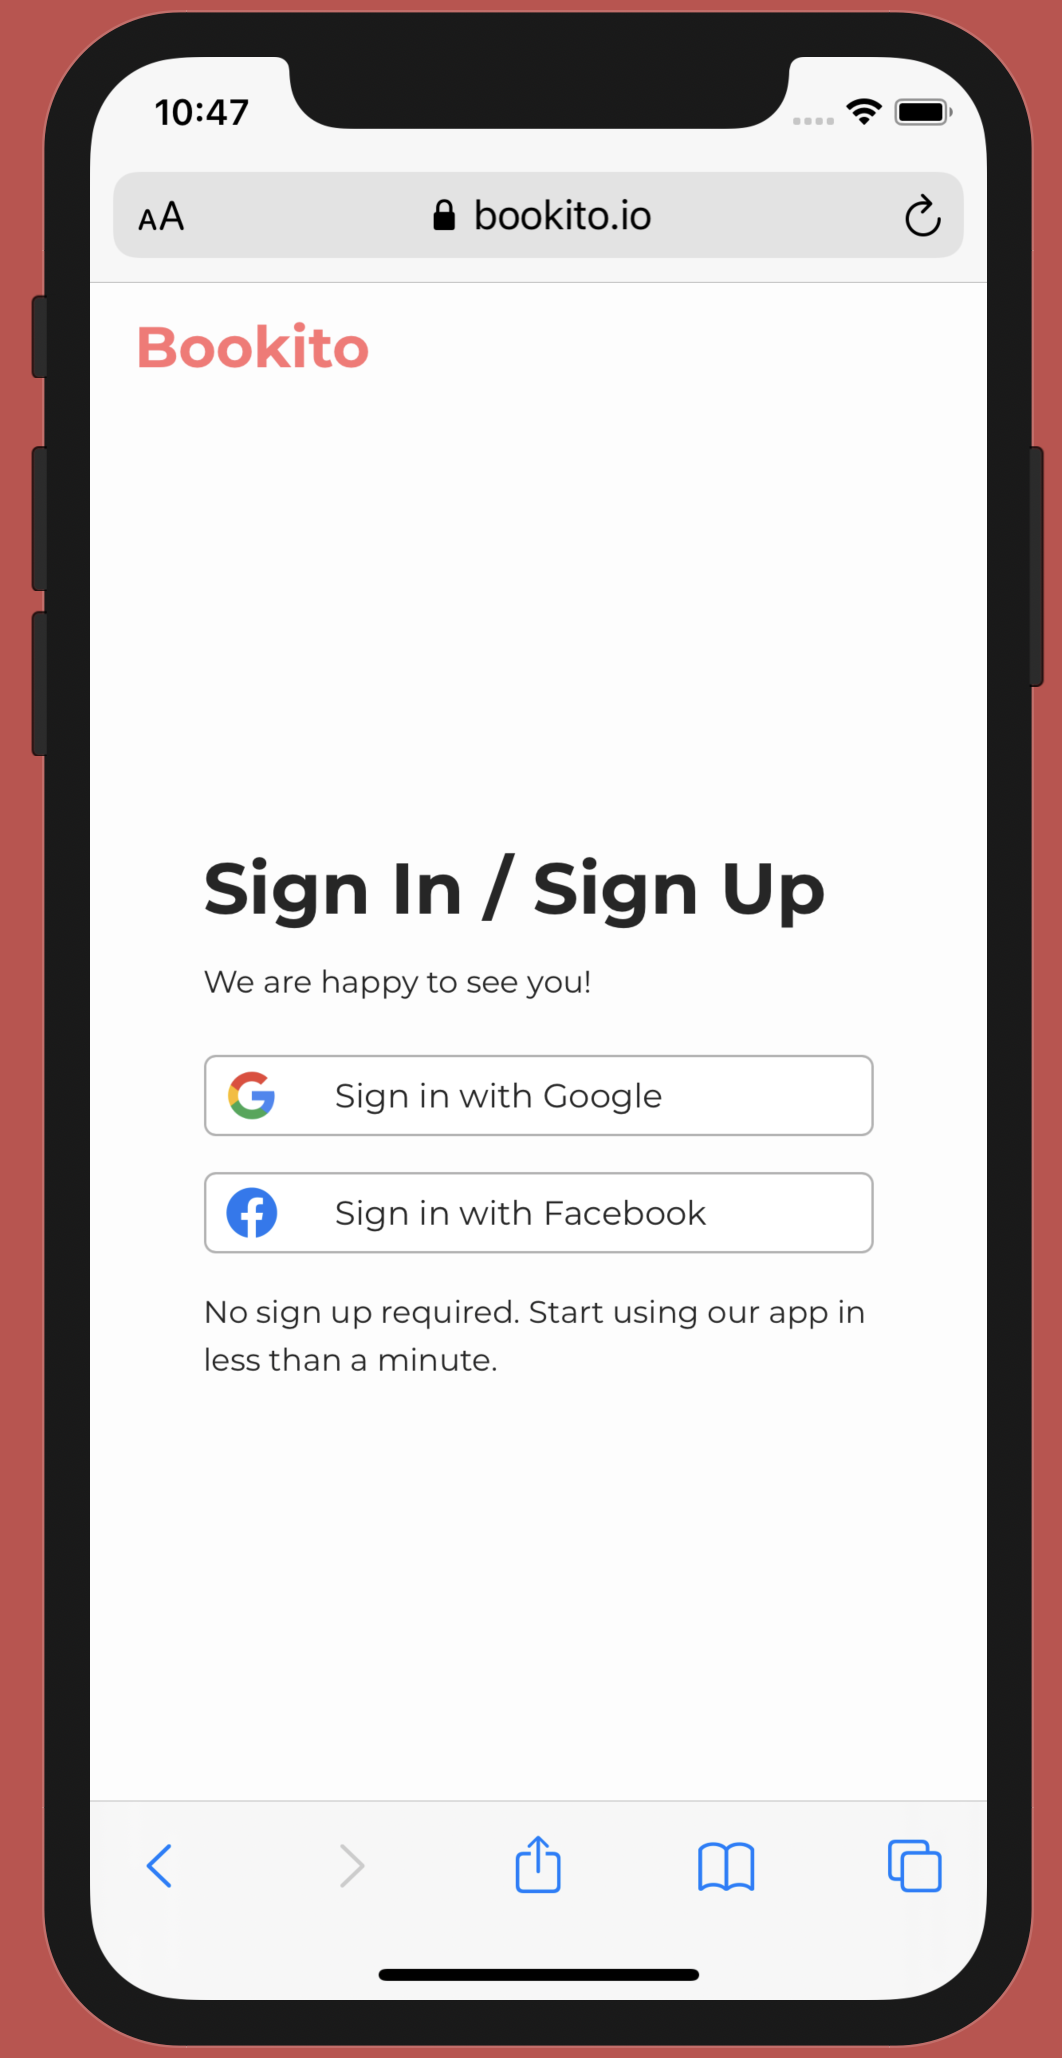 10:47
AA bookito.io
Bookito
Sign In / Sign Up
We are happy to see you!
Sign in with Google
Sign in with Facebook
No sign up required. Start using our app in
less than a minute.